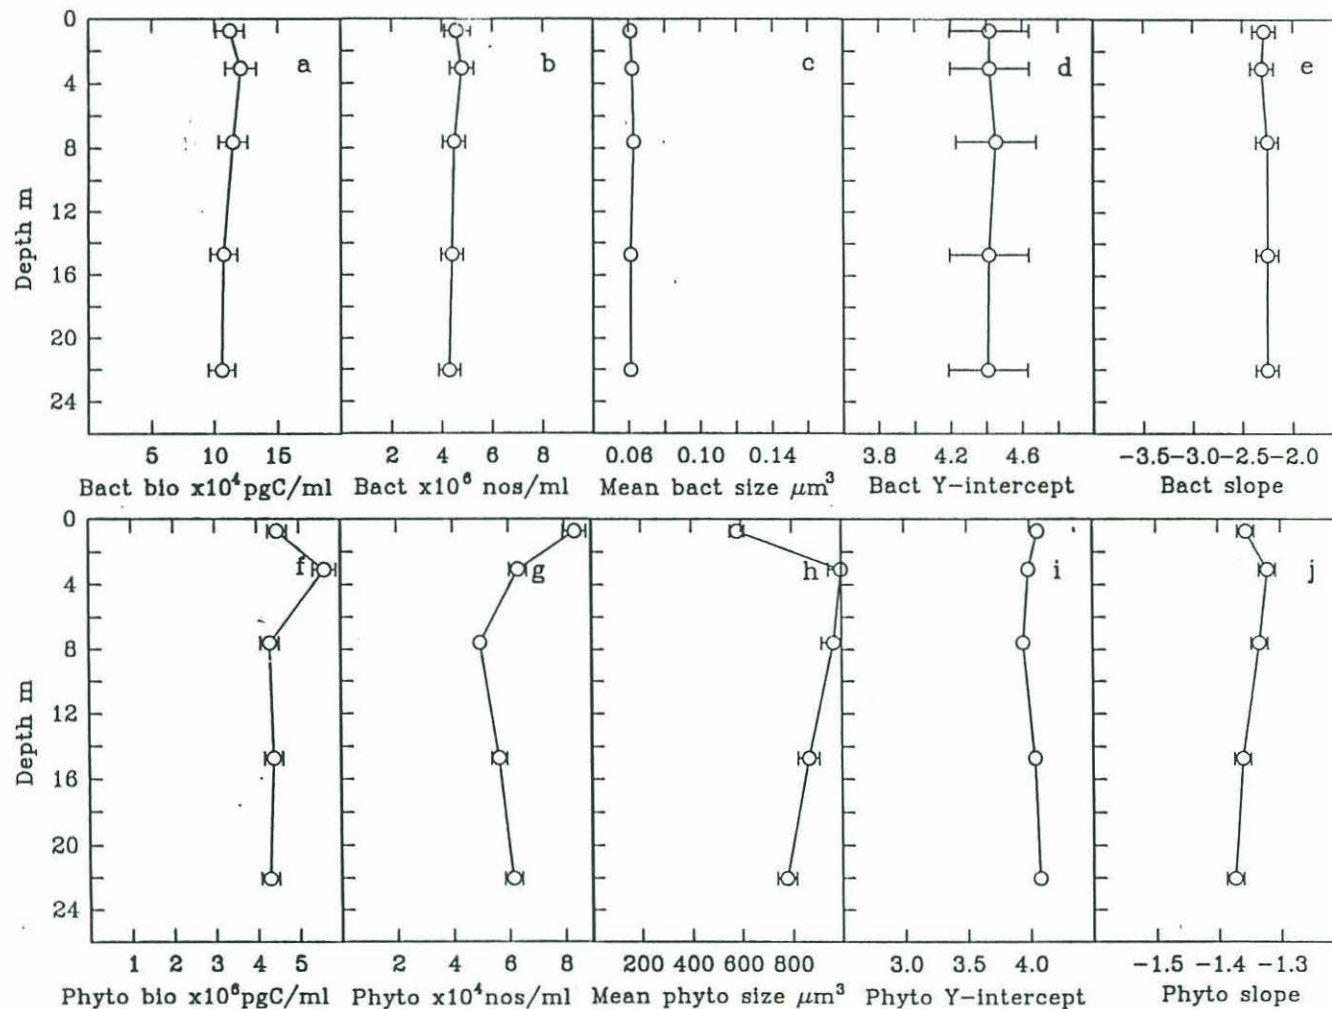 0
4
8
12
16
20
24
Depth m
a
b
c
d
e
5 10 15
2 4 6 8
0.06 0.10 0.14
3.8 4.2 4.6
-3.5-3.0-2.5-2.0
Bact bio x10⁴pgC/ml
Bact x10⁶ nos/ml
Mean bact size μm³
Bact Y-intercept
Bact slope
0
4
8
12
16
20
24
Depth m
f
g
h
i
j
1 2 3 4 5
2 4 6 8
200 400 600 800
3.0 3.5 4.0
-1.5 -1.4 -1.3
Phyto bio x10⁶pgC/ml
Phyto x10⁴nos/ml
Mean phyto size μm³
Phyto Y-intercept
Phyto slope